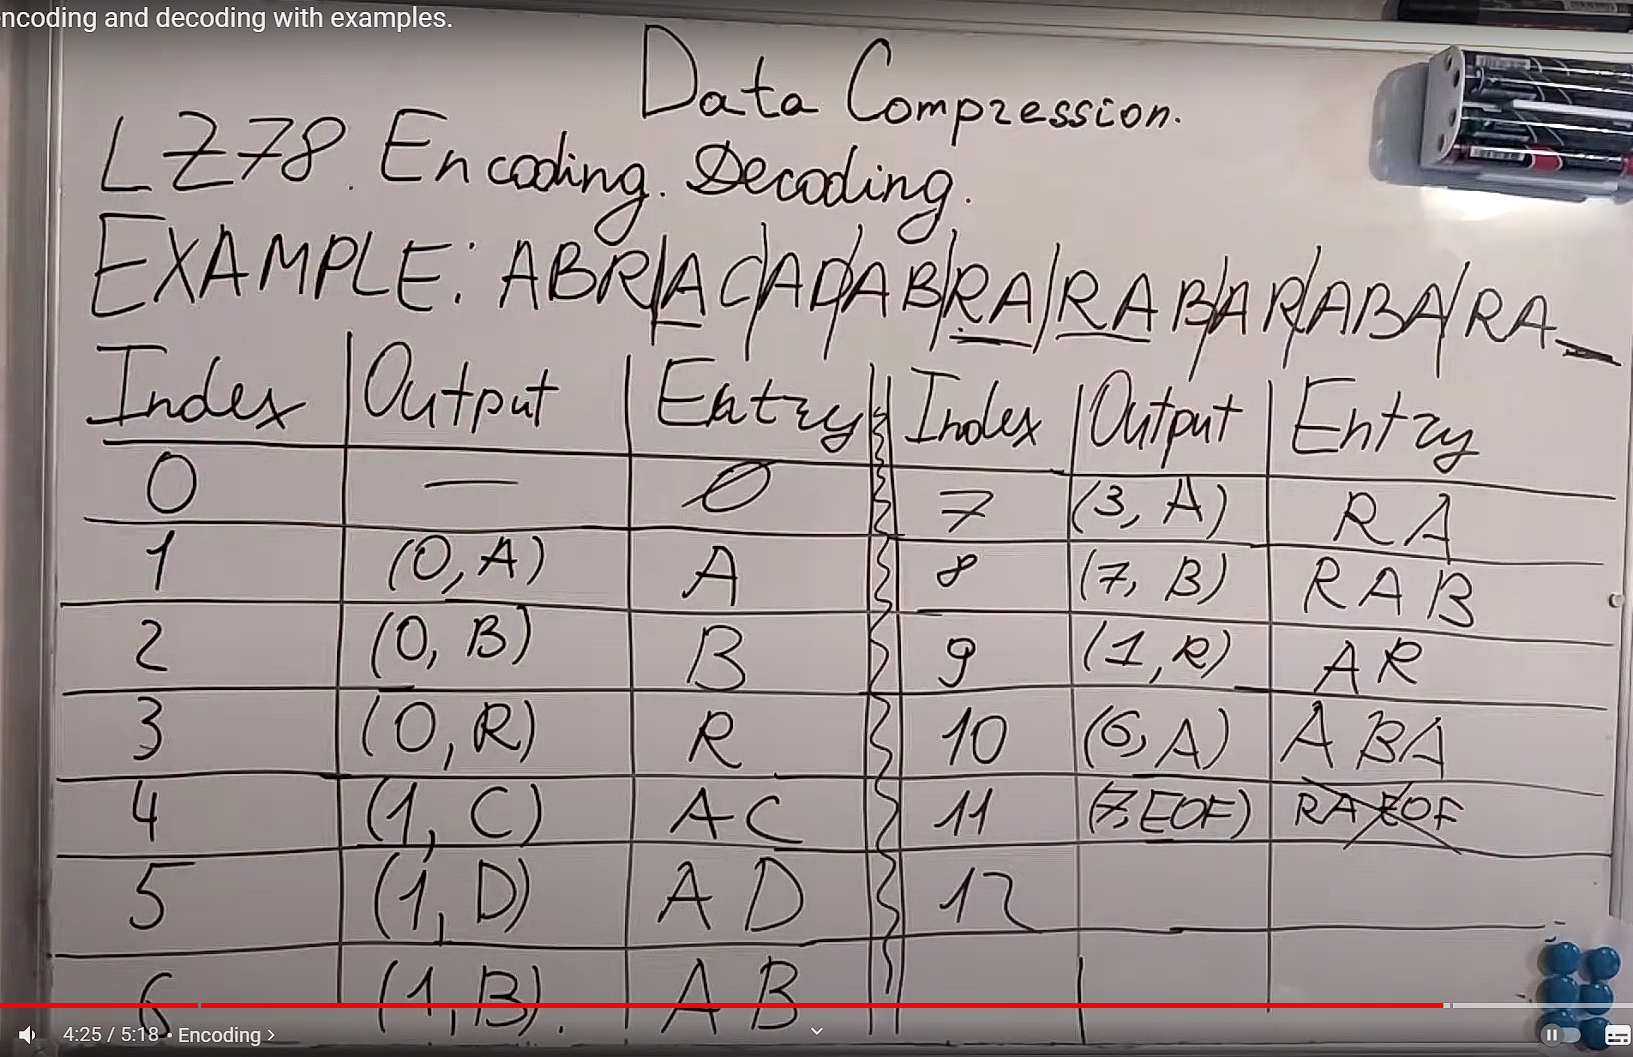 ncoding and decoding with examples.
Data Compression.
LZ78. Encoding. Decoding.
EXAMPLE: ABR|AC|AD|AB|RA|RAB|AR|ABA|RA_
Index Output Entry Index Output Entry
0 — Ø 7 (3, A) RA
1 (0, A) A 8 (7, B) RAB
2 (0, B) B 9 (1, R) AR
3 (0, R) R 10 (6, A) ABA
4 (1, C) AC 11 (7, EOF) RA EOF
5 (1, D) AD 12
6 (1, B). AB
4:25 / 5:18 • Encoding >